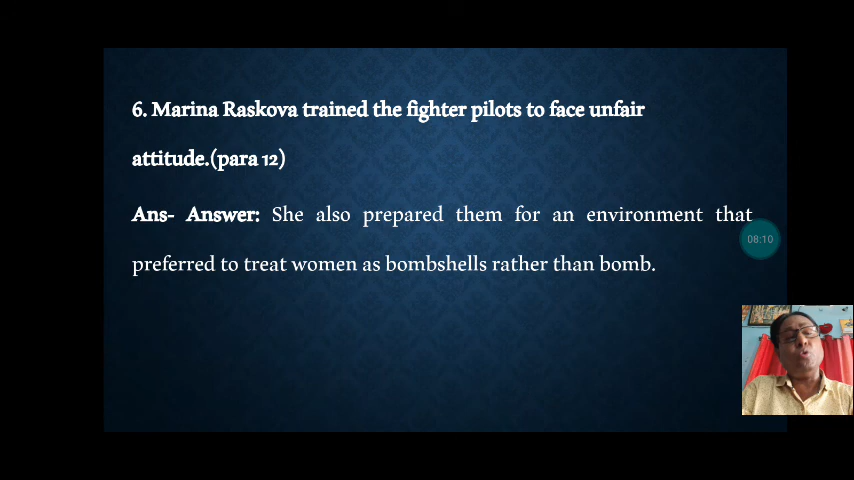 6. Marina Raskova trained the fighter pilots to face unfair
attitude.(para 12)
Ans- Answer: She also prepared them for an environment that
preferred to treat women as bombshells rather than bomb.
08:10